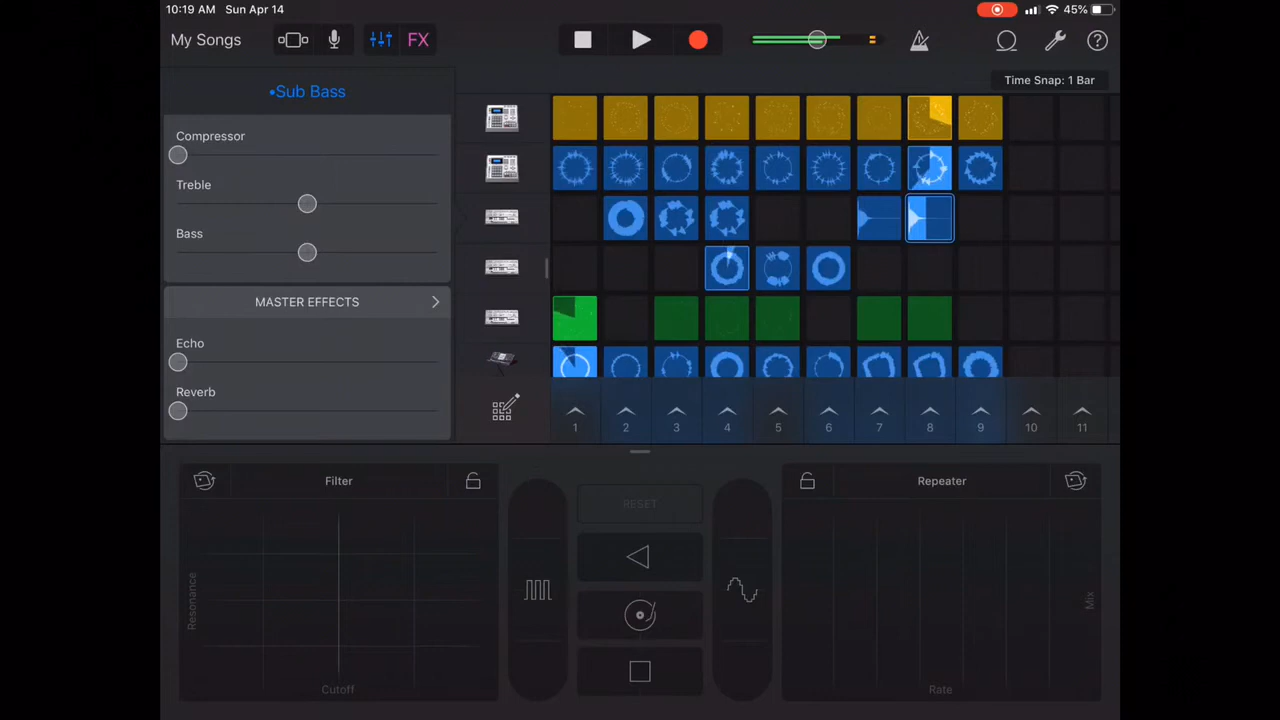 10:19 AM Sun Apr 14 45%
My Songs FX
Time Snap: 1 Bar
•Sub Bass
Compressor
Treble
Bass
MASTER EFFECTS
Echo
Reverb
1 2 3 4 5 6 7 8 9 10 11
Filter
Resonance
Cutoff
RESET
Repeater
Mix
Rate